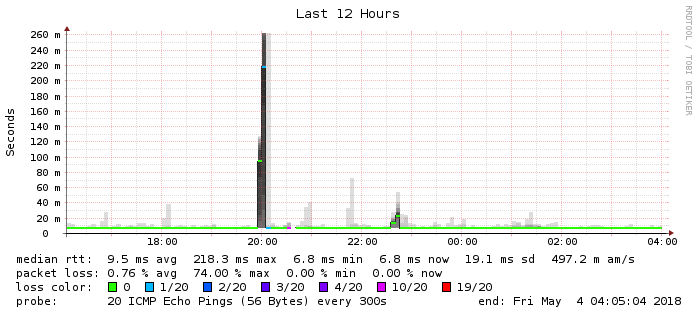 Last 12 Hours
RRDTOOL / TOBI OETIKER
Seconds
260 m
240 m
220 m
200 m
180 m
160 m
140 m
120 m
100 m
80 m
60 m
40 m
20 m
0
18:00 20:00 22:00 00:00 02:00 04:00
median rtt: 9.5 ms avg 218.3 ms max 6.8 ms min 6.8 ms now 19.1 ms sd 497.2 m am/s
packet loss: 0.76 % avg 74.00 % max 0.00 % min 0.00 % now
loss color: 0 1/20 2/20 3/20 4/20 10/20 19/20
probe: 20 ICMP Echo Pings (56 Bytes) every 300s end: Fri May 4 04:05:04 2018